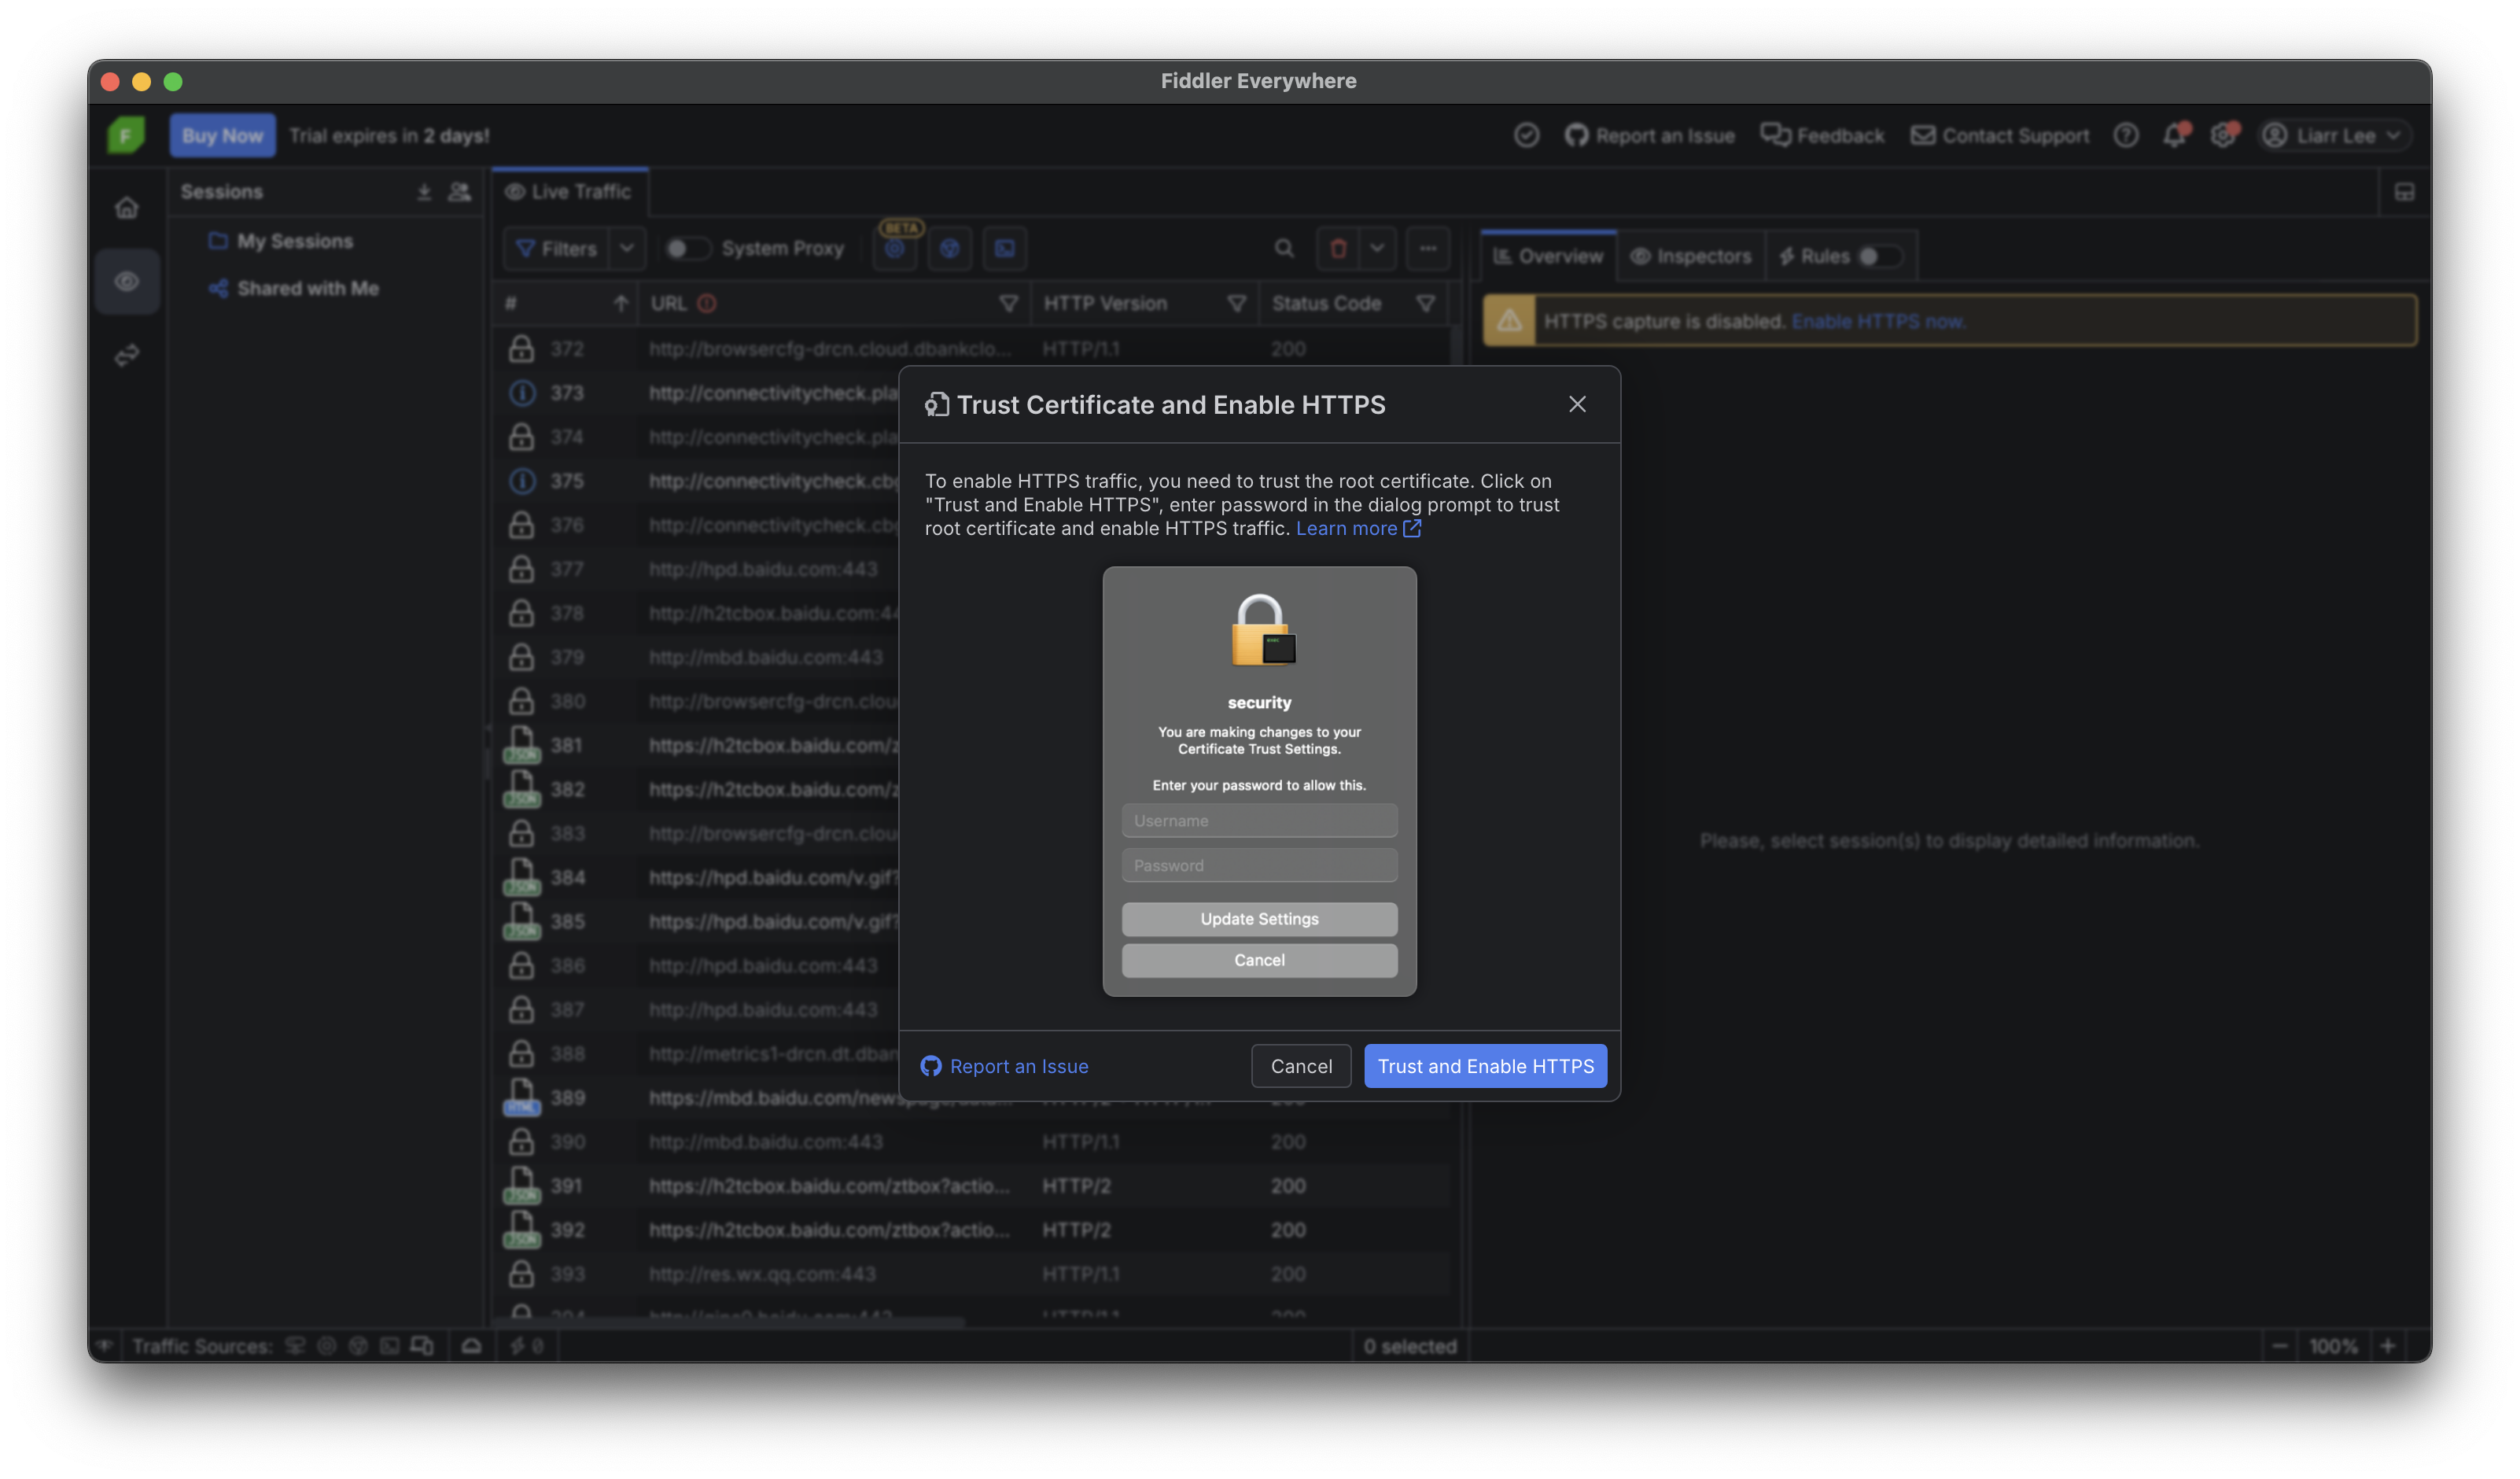 Fiddler Everywhere
F Buy Now Trial expires in 2 days! Report an Issue Feedback Contact Support Liarr Lee
Sessions
My Sessions
Shared with Me
Live Traffic
BETA
Filters System Proxy
# URL HTTP Version Status Code
372 http://browsercfg-drcn.cloud.dbankclo... HTTP/1.1 200
373 http://connectivitycheck.pla
374 http://connectivitycheck.pla
375 http://connectivitycheck.cbg
376 http://connectivitycheck.cbg
377 http://hpd.baidu.com:443
378 http://h2tcbox.baidu.com:44
379 http://mbd.baidu.com:443
380 http://browsercfg-drcn.clou
JSON 381 https://h2tcbox.baidu.com/z
JSON 382 https://h2tcbox.baidu.com/z
383 http://browsercfg-drcn.clou
JSON 384 https://hpd.baidu.com/v.gif?
JSON 385 https://hpd.baidu.com/v.gif?
386 http://hpd.baidu.com:443
387 http://hpd.baidu.com:443
388 http://metrics1-drcn.dt.dban
HTML 389 https://mbd.baidu.com/newspage/data...
390 http://mbd.baidu.com:443 HTTP/1.1 200
JSON 391 https://h2tcbox.baidu.com/ztbox?actio... HTTP/2 200
JSON 392 https://h2tcbox.baidu.com/ztbox?actio... HTTP/2 200
393 http://res.wx.qq.com:443 HTTP/1.1 200
Overview Inspectors Rules
HTTPS capture is disabled. Enable HTTPS now.
Please, select session(s) to display detailed information.
Trust Certificate and Enable HTTPS
To enable HTTPS traffic, you need to trust the root certificate. Click on
"Trust and Enable HTTPS", enter password in the dialog prompt to trust
root certificate and enable HTTPS traffic. Learn more
security
You are making changes to your
Certificate Trust Settings.
Enter your password to allow this.
Username
Password
Update Settings
Cancel
Report an Issue Cancel Trust and Enable HTTPS
Traffic Sources: 0 0 selected 100%